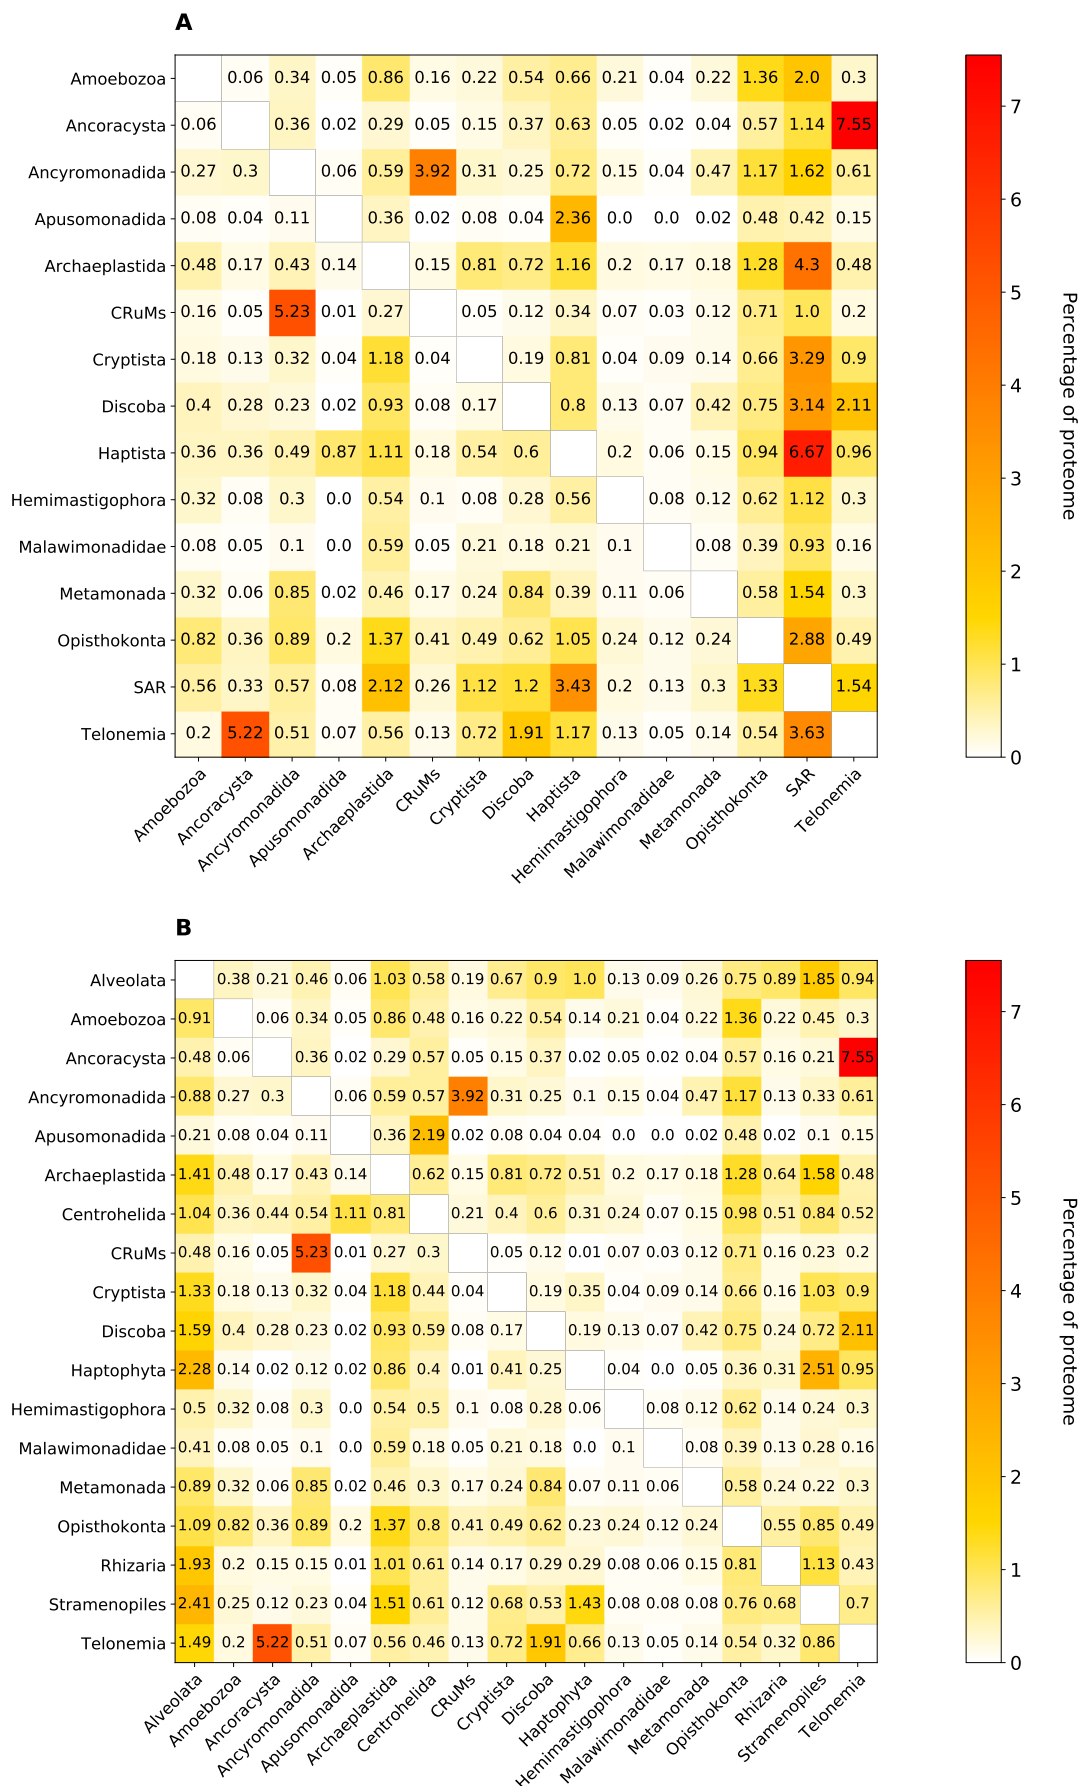 A
Amoebozoa 0.06 0.34 0.05 0.86 0.16 0.22 0.54 0.66 0.21 0.04 0.22 1.36 2.0 0.3
Ancoracysta 0.06 0.36 0.02 0.29 0.05 0.15 0.37 0.63 0.05 0.02 0.04 0.57 1.14 7.55
Ancyromonadida 0.27 0.3 0.06 0.59 3.92 0.31 0.25 0.72 0.15 0.04 0.47 1.17 1.62 0.61
Apusomonadida 0.08 0.04 0.11 0.36 0.02 0.08 0.04 2.36 0.0 0.0 0.02 0.48 0.42 0.15
Archaeplastida 0.48 0.17 0.43 0.14 0.15 0.81 0.72 1.16 0.2 0.17 0.18 1.28 4.3 0.48
CRuMs 0.16 0.05 5.23 0.01 0.27 0.05 0.12 0.34 0.07 0.03 0.12 0.71 1.0 0.2
Cryptista 0.18 0.13 0.32 0.04 1.18 0.04 0.19 0.81 0.04 0.09 0.14 0.66 3.29 0.9
Discoba 0.4 0.28 0.23 0.02 0.93 0.08 0.17 0.8 0.13 0.07 0.42 0.75 3.14 2.11
Haptista 0.36 0.36 0.49 0.87 1.11 0.18 0.54 0.6 0.2 0.06 0.15 0.94 6.67 0.96
Hemimastigophora 0.32 0.08 0.3 0.0 0.54 0.1 0.08 0.28 0.56 0.08 0.12 0.62 1.12 0.3
Malawimonadidae 0.08 0.05 0.1 0.0 0.59 0.05 0.21 0.18 0.21 0.1 0.08 0.39 0.93 0.16
Metamonada 0.32 0.06 0.85 0.02 0.46 0.17 0.24 0.84 0.39 0.11 0.06 0.58 1.54 0.3
Opisthokonta 0.82 0.36 0.89 0.2 1.37 0.41 0.49 0.62 1.05 0.24 0.12 0.24 2.88 0.49
SAR 0.56 0.33 0.57 0.08 2.12 0.26 1.12 1.2 3.43 0.2 0.13 0.3 1.33 1.54
Telonemia 0.2 5.22 0.51 0.07 0.56 0.13 0.72 1.91 1.17 0.13 0.05 0.14 0.54 3.63
Amoebozoa Ancoracysta Ancyromonadida Apusomonadida Archaeplastida CRuMs Cryptista Discoba Haptista Hemimastigophora Malawimonadidae Metamonada Opisthokonta SAR Telonemia
7
6
5
4
3
2
1
0
Percentage of proteome
B
Alveolata 0.38 0.21 0.46 0.06 1.03 0.58 0.19 0.67 0.9 1.0 0.13 0.09 0.26 0.75 0.89 1.85 0.94
Amoebozoa 0.91 0.06 0.34 0.05 0.86 0.48 0.16 0.22 0.54 0.14 0.21 0.04 0.22 1.36 0.22 0.45 0.3
Ancoracysta 0.48 0.06 0.36 0.02 0.29 0.57 0.05 0.15 0.37 0.02 0.05 0.02 0.04 0.57 0.16 0.21 7.55
Ancyromonadida 0.88 0.27 0.3 0.06 0.59 0.57 3.92 0.31 0.25 0.1 0.15 0.04 0.47 1.17 0.13 0.33 0.61
Apusomonadida 0.21 0.08 0.04 0.11 0.36 2.19 0.02 0.08 0.04 0.04 0.0 0.0 0.02 0.48 0.02 0.1 0.15
Archaeplastida 1.41 0.48 0.17 0.43 0.14 0.62 0.15 0.81 0.72 0.51 0.2 0.17 0.18 1.28 0.64 1.58 0.48
Centrohelida 1.04 0.36 0.44 0.54 1.11 0.81 0.21 0.4 0.6 0.31 0.24 0.07 0.15 0.98 0.51 0.84 0.52
CRuMs 0.48 0.16 0.05 5.23 0.01 0.27 0.3 0.05 0.12 0.01 0.07 0.03 0.12 0.71 0.16 0.23 0.2
Cryptista 1.33 0.18 0.13 0.32 0.04 1.18 0.44 0.04 0.19 0.35 0.04 0.09 0.14 0.66 0.16 1.03 0.9
Discoba 1.59 0.4 0.28 0.23 0.02 0.93 0.59 0.08 0.17 0.19 0.13 0.07 0.42 0.75 0.24 0.72 2.11
Haptophyta 2.28 0.14 0.02 0.12 0.02 0.86 0.4 0.01 0.41 0.25 0.04 0.0 0.05 0.36 0.31 2.51 0.95
Hemimastigophora 0.5 0.32 0.08 0.3 0.0 0.54 0.5 0.1 0.08 0.28 0.06 0.08 0.12 0.62 0.14 0.24 0.3
Malawimonadidae 0.41 0.08 0.05 0.1 0.0 0.59 0.18 0.05 0.21 0.18 0.0 0.1 0.08 0.39 0.13 0.28 0.16
Metamonada 0.89 0.32 0.06 0.85 0.02 0.46 0.3 0.17 0.24 0.84 0.07 0.11 0.06 0.58 0.24 0.22 0.3
Opisthokonta 1.09 0.82 0.36 0.89 0.2 1.37 0.8 0.41 0.49 0.62 0.23 0.24 0.12 0.24 0.55 0.85 0.49
Rhizaria 1.93 0.2 0.15 0.15 0.01 1.01 0.61 0.14 0.17 0.29 0.29 0.08 0.06 0.15 0.81 1.13 0.43
Stramenopiles 2.41 0.25 0.12 0.23 0.04 1.51 0.61 0.12 0.68 0.53 1.43 0.08 0.08 0.08 0.76 0.68 0.7
Telonemia 1.49 0.2 5.22 0.51 0.07 0.56 0.46 0.13 0.72 1.91 0.66 0.13 0.05 0.14 0.54 0.32 0.86
Alveolata Amoebozoa Ancoracysta Ancyromonadida Apusomonadida Archaeplastida Centrohelida CRuMs Cryptista Discoba Haptophyta Hemimastigophora Malawimonadidae Metamonada Opisthokonta Rhizaria Stramenopiles Telonemia
7
6
5
4
3
2
1
0
Percentage of proteome